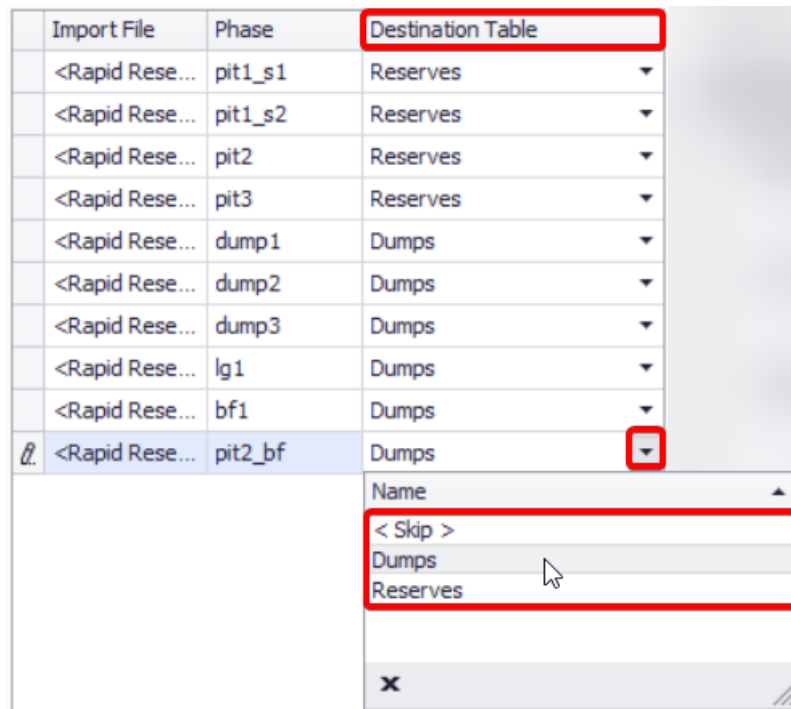 Import File Phase Destination Table
<Rapid Rese... pit1_s1 Reserves
<Rapid Rese... pit1_s2 Reserves
<Rapid Rese... pit2 Reserves
<Rapid Rese... pit3 Reserves
<Rapid Rese... dump1 Dumps
<Rapid Rese... dump2 Dumps
<Rapid Rese... dump3 Dumps
<Rapid Rese... lg1 Dumps
<Rapid Rese... bf1 Dumps
<Rapid Rese... pit2_bf Dumps
Name
< Skip >
Dumps
Reserves